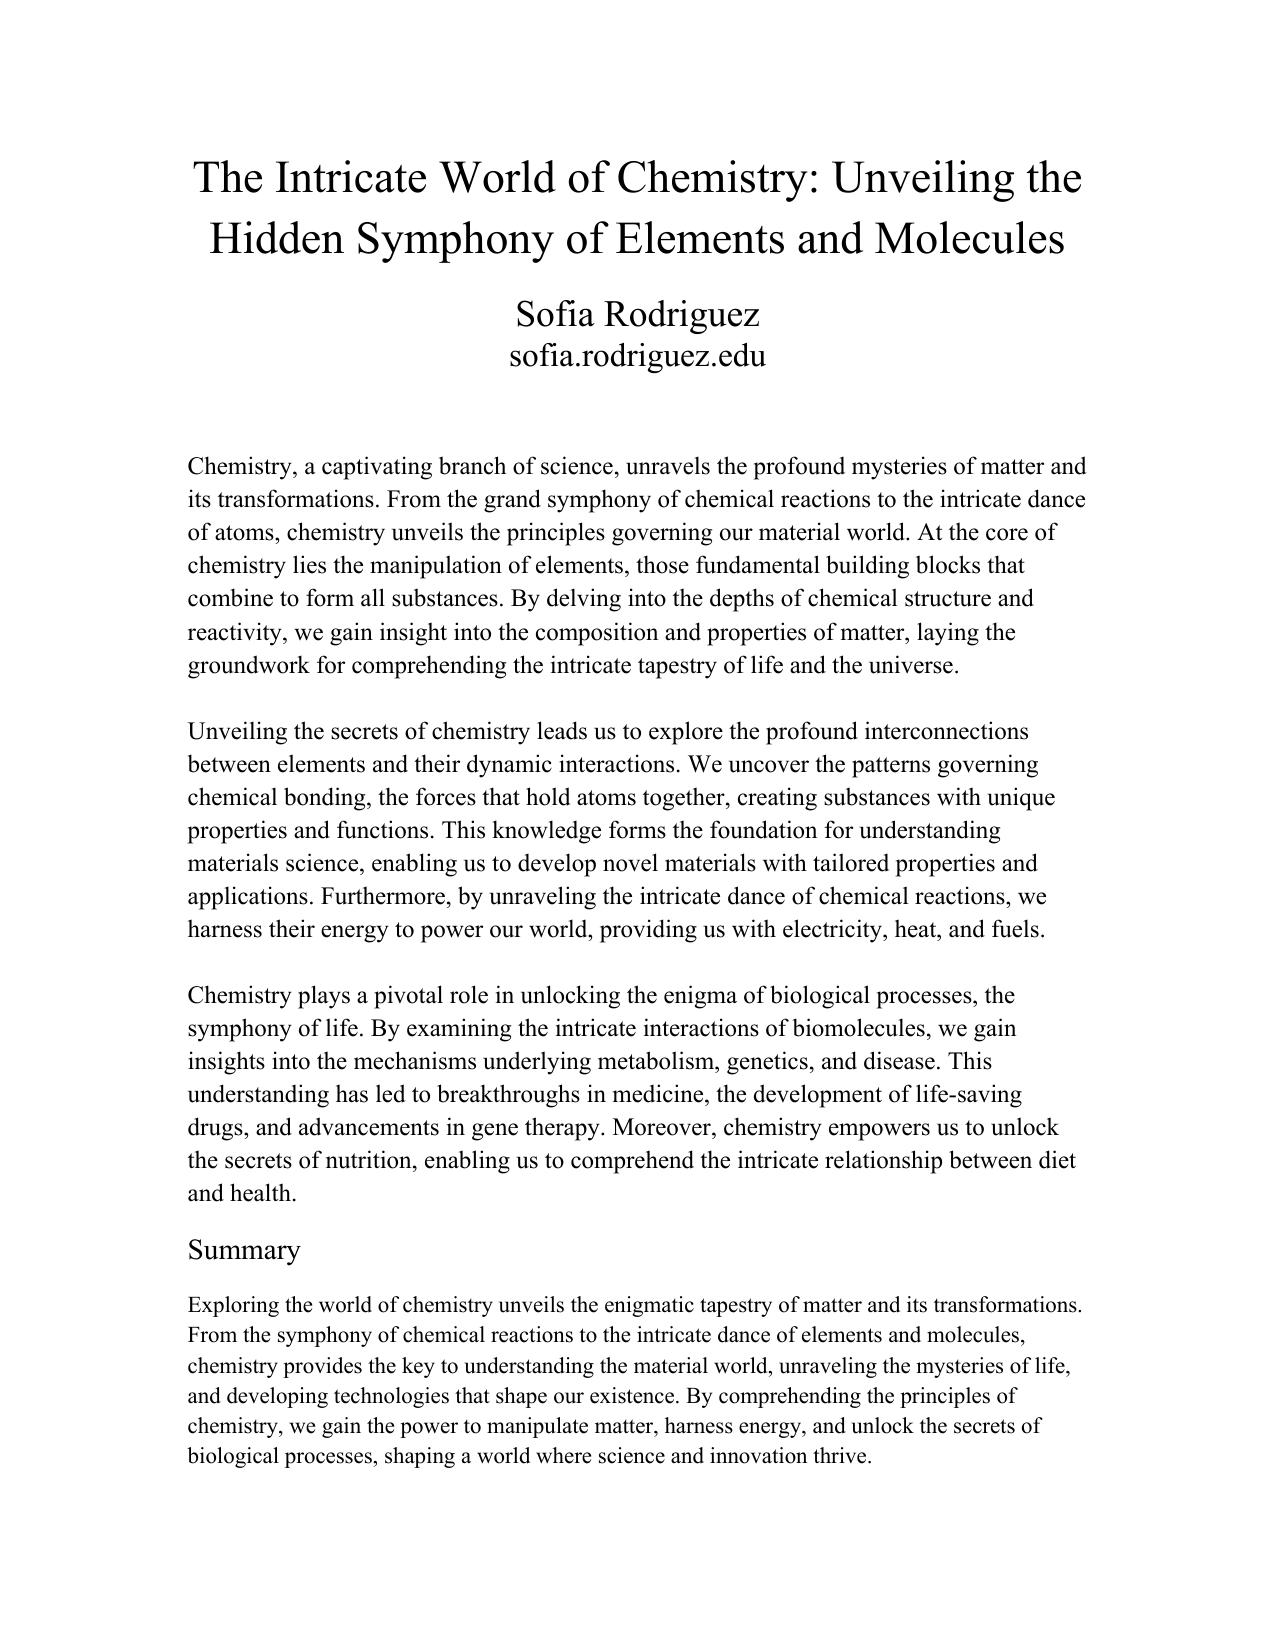 The Intricate World of Chemistry: Unveiling the
Hidden Symphony of Elements and Molecules
Sofia Rodriguez
sofia.rodriguez.edu
Chemistry, a captivating branch of science, unravels the profound mysteries of matter and
its transformations. From the grand symphony of chemical reactions to the intricate dance
of atoms, chemistry unveils the principles governing our material world. At the core of
chemistry lies the manipulation of elements, those fundamental building blocks that
combine to form all substances. By delving into the depths of chemical structure and
reactivity, we gain insight into the composition and properties of matter, laying the
groundwork for comprehending the intricate tapestry of life and the universe.
Unveiling the secrets of chemistry leads us to explore the profound interconnections
between elements and their dynamic interactions. We uncover the patterns governing
chemical bonding, the forces that hold atoms together, creating substances with unique
properties and functions. This knowledge forms the foundation for understanding
materials science, enabling us to develop novel materials with tailored properties and
applications. Furthermore, by unraveling the intricate dance of chemical reactions, we
harness their energy to power our world, providing us with electricity, heat, and fuels.
Chemistry plays a pivotal role in unlocking the enigma of biological processes, the
symphony of life. By examining the intricate interactions of biomolecules, we gain
insights into the mechanisms underlying metabolism, genetics, and disease. This
understanding has led to breakthroughs in medicine, the development of life-saving
drugs, and advancements in gene therapy. Moreover, chemistry empowers us to unlock
the secrets of nutrition, enabling us to comprehend the intricate relationship between diet
and health.
Summary
Exploring the world of chemistry unveils the enigmatic tapestry of matter and its transformations.
From the symphony of chemical reactions to the intricate dance of elements and molecules,
chemistry provides the key to understanding the material world, unraveling the mysteries of life,
and developing technologies that shape our existence. By comprehending the principles of
chemistry, we gain the power to manipulate matter, harness energy, and unlock the secrets of
biological processes, shaping a world where science and innovation thrive.